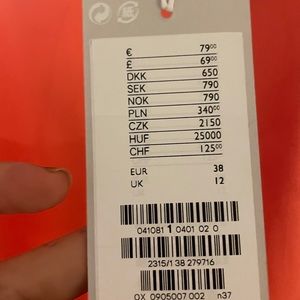 € 79⁰⁰
£ 69⁰⁰
DKK 650
SEK 790
NOK 790
PLN 340⁰⁰
CZK 2150
HUF 25000
CHF 125⁰⁰
EUR 38
UK 12
041081 1 0401 02 0
2315/1 38 279716
OX 0905007 002 n37